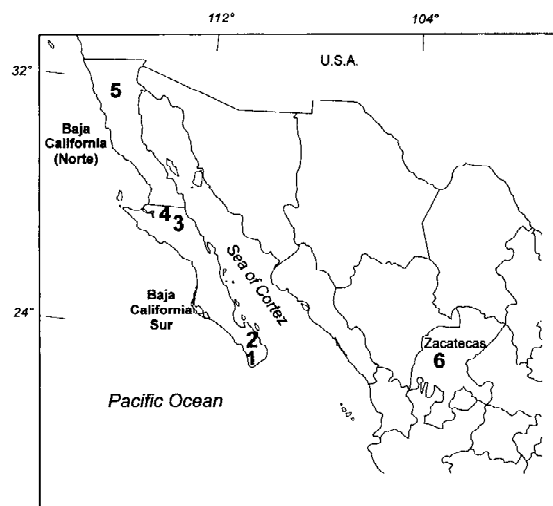 112°
104°
U.S.A.
32°
5
Baja
California
(Norte)
4
3
Sea of Cortez
Baja
California
Sur
24°
2
1
Zacatecas
6
Pacific Ocean